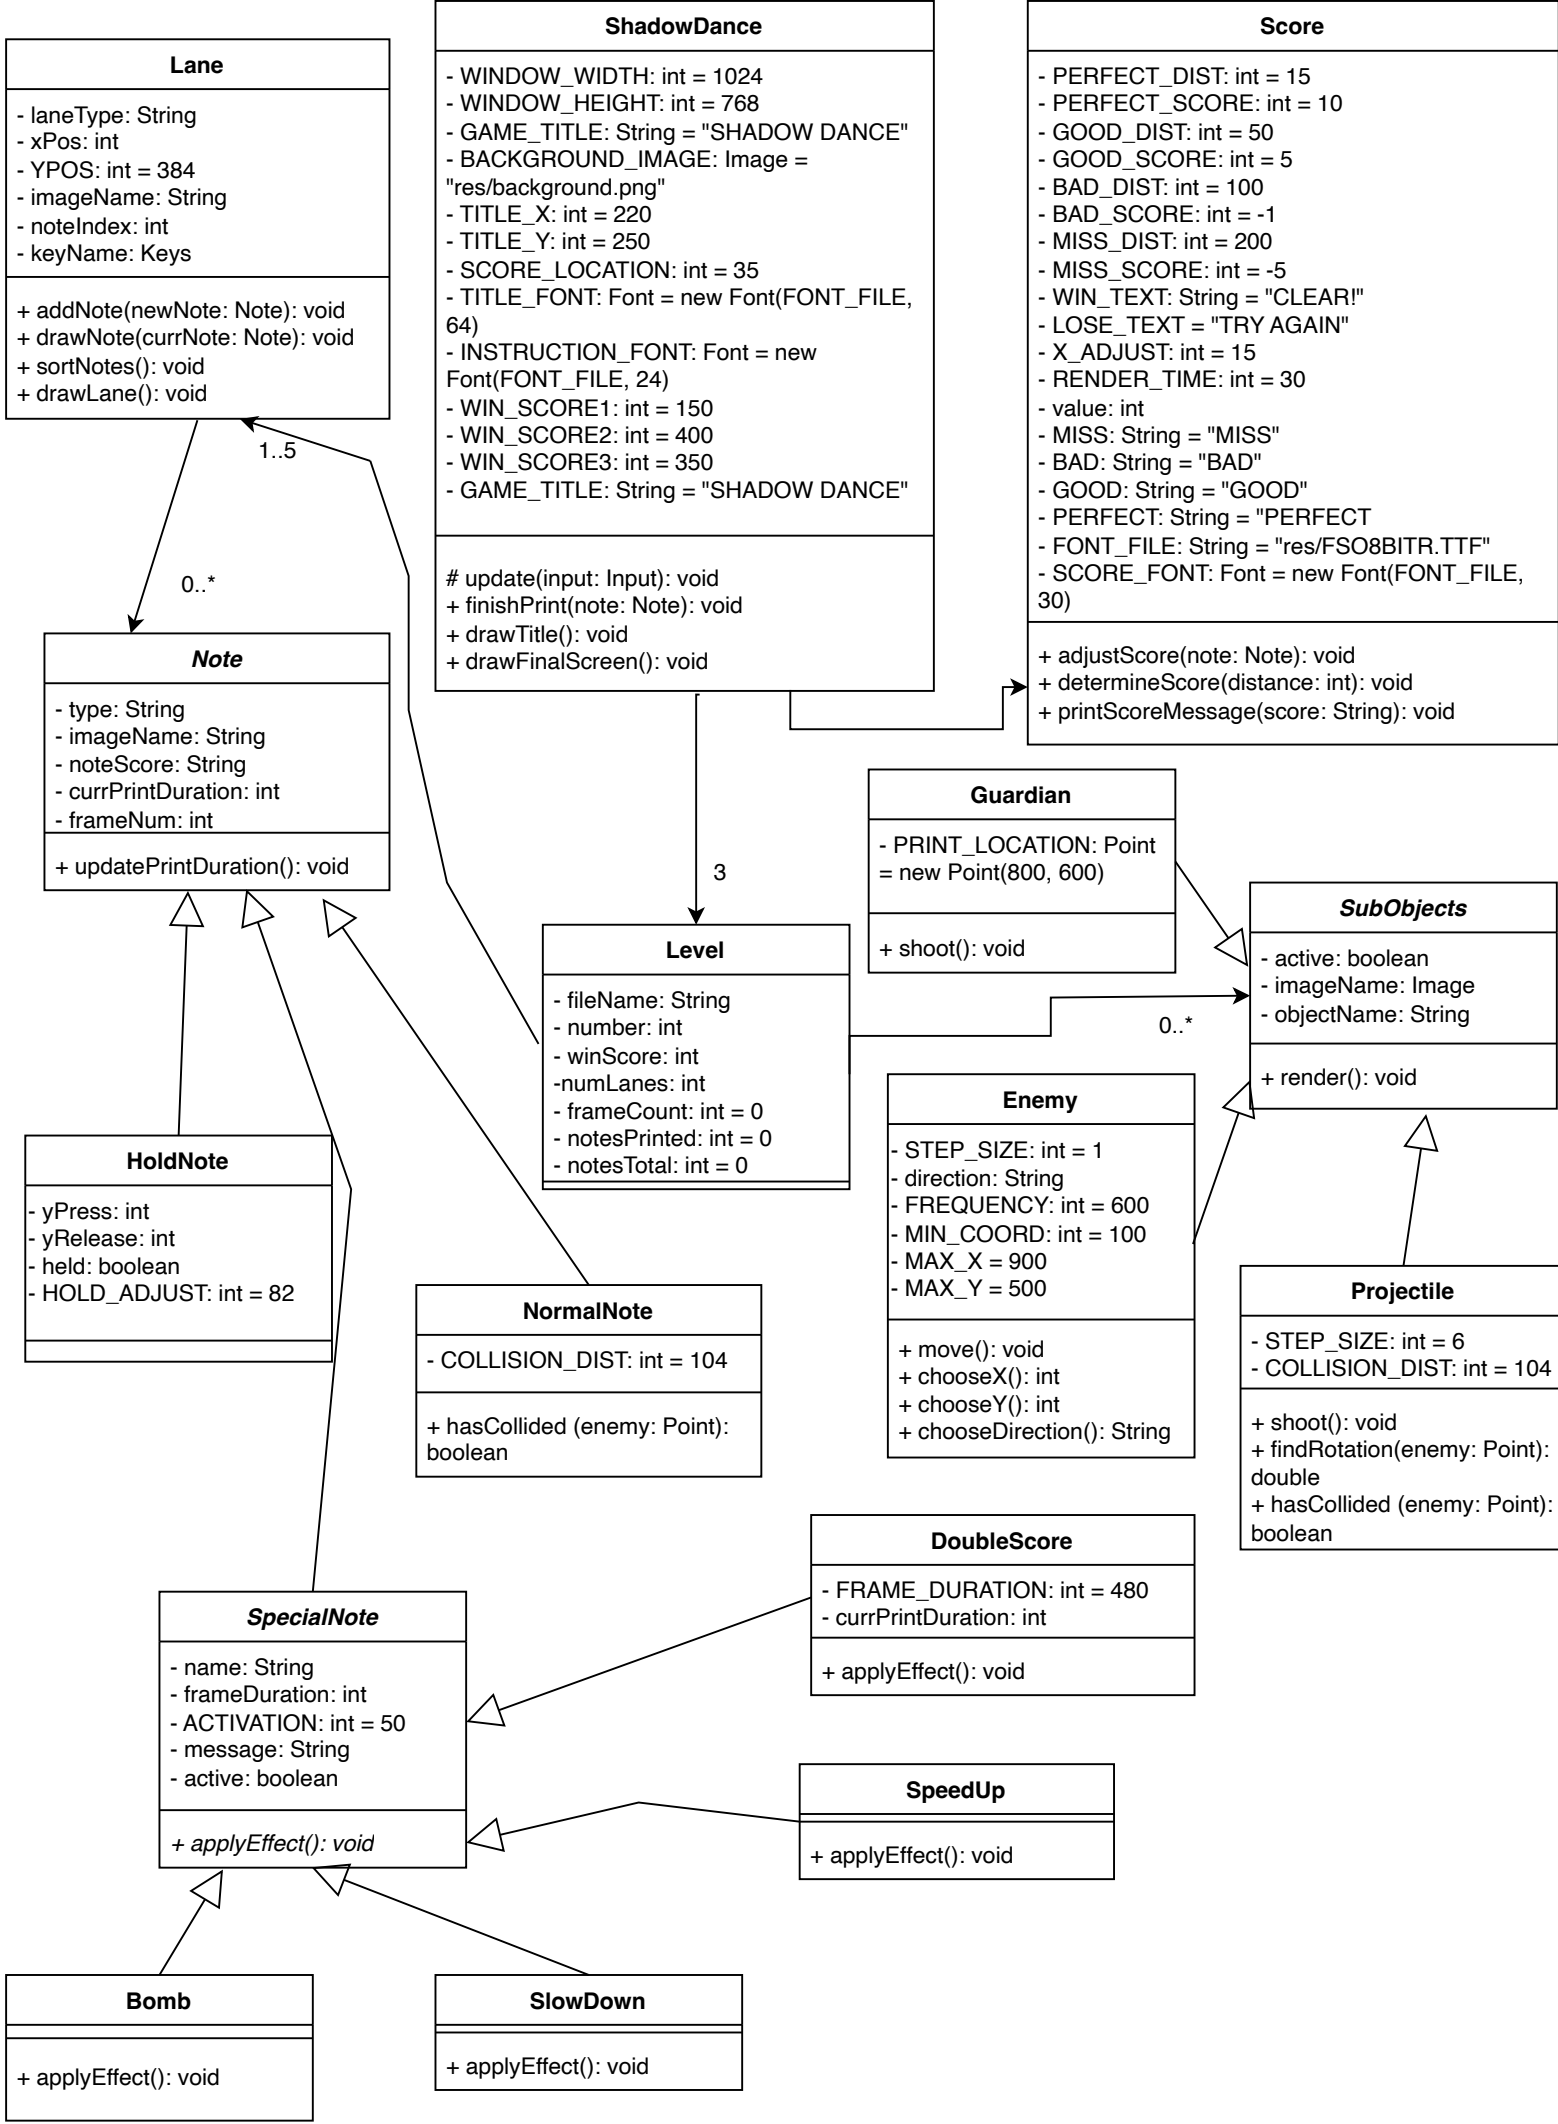 Lane
- laneType: String
- xPos: int
- YPOS: int = 384
- imageName: String
- noteIndex: int
- keyName: Keys
+ addNote(newNote: Note): void
+ drawNote(currNote: Note): void
+ sortNotes(): void
+ drawLane(): void
ShadowDance
- WINDOW_WIDTH: int = 1024
- WINDOW_HEIGHT: int = 768
- GAME_TITLE: String = "SHADOW DANCE"
- BACKGROUND_IMAGE: Image =
"res/background.png"
- TITLE_X: int = 220
- TITLE_Y: int = 250
- SCORE_LOCATION: int = 35
- TITLE_FONT: Font = new Font(FONT_FILE,
64)
- INSTRUCTION_FONT: Font = new
Font(FONT_FILE, 24)
- WIN_SCORE1: int = 150
- WIN_SCORE2: int = 400
- WIN_SCORE3: int = 350
- GAME_TITLE: String = "SHADOW DANCE"
# update(input: Input): void
+ finishPrint(note: Note): void
+ drawTitle(): void
+ drawFinalScreen(): void
Score
- PERFECT_DIST: int = 15
- PERFECT_SCORE: int = 10
- GOOD_DIST: int = 50
- GOOD_SCORE: int = 5
- BAD_DIST: int = 100
- BAD_SCORE: int = -1
- MISS_DIST: int = 200
- MISS_SCORE: int = -5
- WIN_TEXT: String = "CLEAR!"
- LOSE_TEXT = "TRY AGAIN"
- X_ADJUST: int = 15
- RENDER_TIME: int = 30
- value: int
- MISS: String = "MISS"
- BAD: String = "BAD"
- GOOD: String = "GOOD"
- PERFECT: String = "PERFECT
- FONT_FILE: String = "res/FSO8BITR.TTF"
- SCORE_FONT: Font = new Font(FONT_FILE,
30)
+ adjustScore(note: Note): void
+ determineScore(distance: int): void
+ printScoreMessage(score: String): void
1..5
0..*
Note
- type: String
- imageName: String
- noteScore: String
- currPrintDuration: int
- frameNum: int
+ updatePrintDuration(): void
3
Guardian
- PRINT_LOCATION: Point
= new Point(800, 600)
+ shoot(): void
SubObjects
- active: boolean
- imageName: Image
- objectName: String
+ render(): void
0..*
Level
- fileName: String
- number: int
- winScore: int
-numLanes: int
- frameCount: int = 0
- notesPrinted: int = 0
- notesTotal: int = 0
Enemy
- STEP_SIZE: int = 1
- direction: String
- FREQUENCY: int = 600
- MIN_COORD: int = 100
- MAX_X = 900
- MAX_Y = 500
+ move(): void
+ chooseX(): int
+ chooseY(): int
+ chooseDirection(): String
HoldNote
- yPress: int
- yRelease: int
- held: boolean
- HOLD_ADJUST: int = 82
NormalNote
- COLLISION_DIST: int = 104
+ hasCollided (enemy: Point):
boolean
Projectile
- STEP_SIZE: int = 6
- COLLISION_DIST: int = 104
+ shoot(): void
+ findRotation(enemy: Point):
double
+ hasCollided (enemy: Point):
boolean
DoubleScore
- FRAME_DURATION: int = 480
- currPrintDuration: int
+ applyEffect(): void
SpecialNote
- name: String
- frameDuration: int
- ACTIVATION: int = 50
- message: String
- active: boolean
+ applyEffect(): void
SpeedUp
+ applyEffect(): void
Bomb
+ applyEffect(): void
SlowDown
+ applyEffect(): void